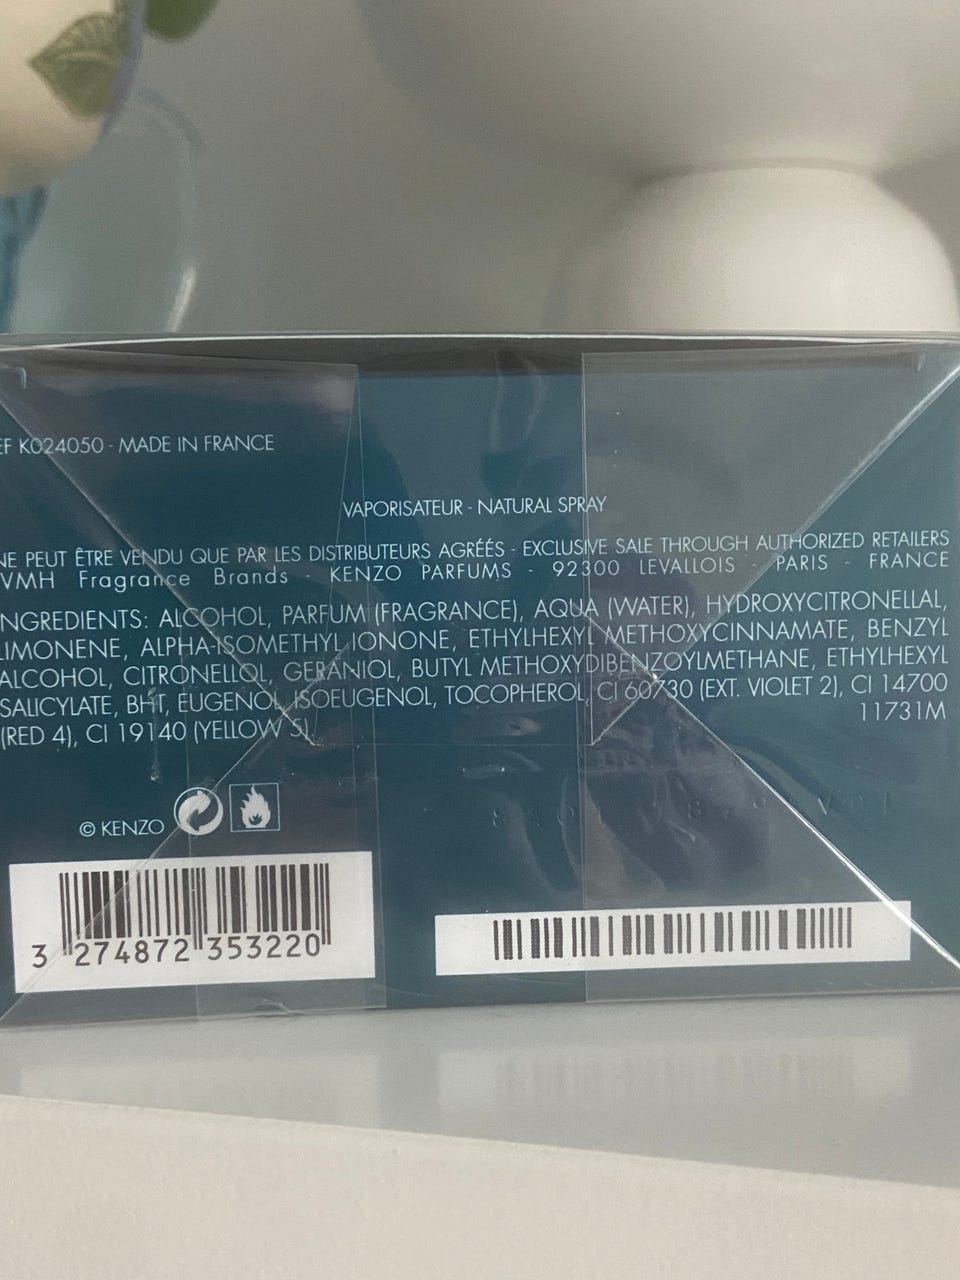 EF K024050 - MADE IN FRANCE
VAPORISATEUR - NATURAL SPRAY
NE PEUT ÊTRE VENDU QUE PAR LES DISTRIBUTEURS AGRÉÉS - EXCLUSIVE SALE THROUGH AUTHORIZED RETAILERS
VMH Fragrance Brands KENZO PARFUMS - 92300 LEVALLOIS - PARIS - FRANCE
NGREDIENTS: ALCOHOL, PARFUM (FRAGRANCE), AQUA (WATER), HYDROXYCITRONELLAL,
LIMONENE, ALPHA-ISOMETHYL IONONE, ETHYLHEXYL METHOXYCINNAMATE, BENZYL
ALCOHOL, CITRONELLOL, GERANIOL, BUTYL METHOXYDIBENZOYLMETHANE, ETHYLHEXYL
SALICYLATE, BHT, EUGENOL, ISOEUGENOL, TOCOPHEROL, CI 60730 (EXT. VIOLET 2), CI 14700
(RED 4), CI 19140 (YELLOW 5).
11731M
© KENZO
3 274872 353220